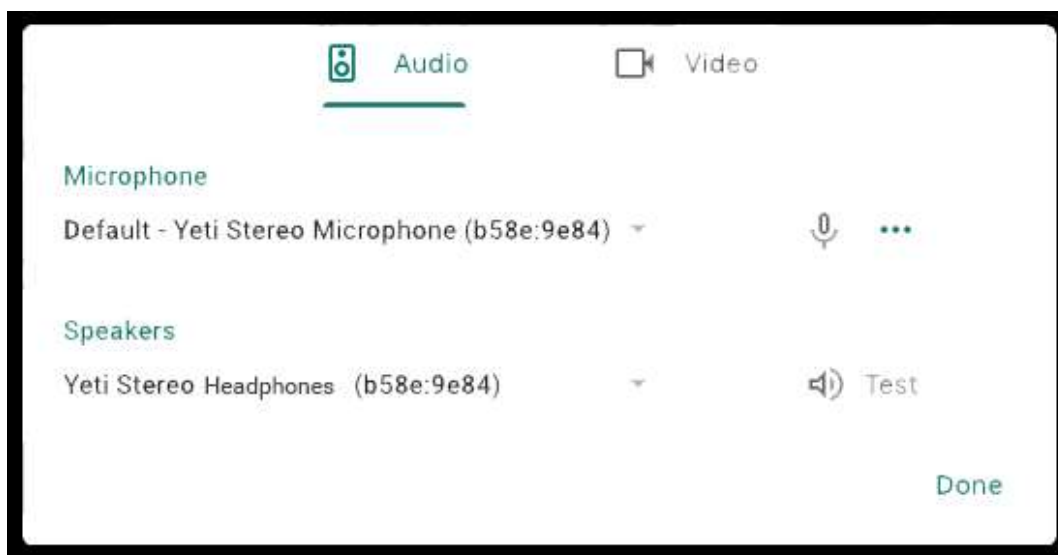 Audio Video
Microphone
Default - Yeti Stereo Microphone (b58e:9e84)
Speakers
Yeti Stereo Headphones (b58e:9e84) Test
Done